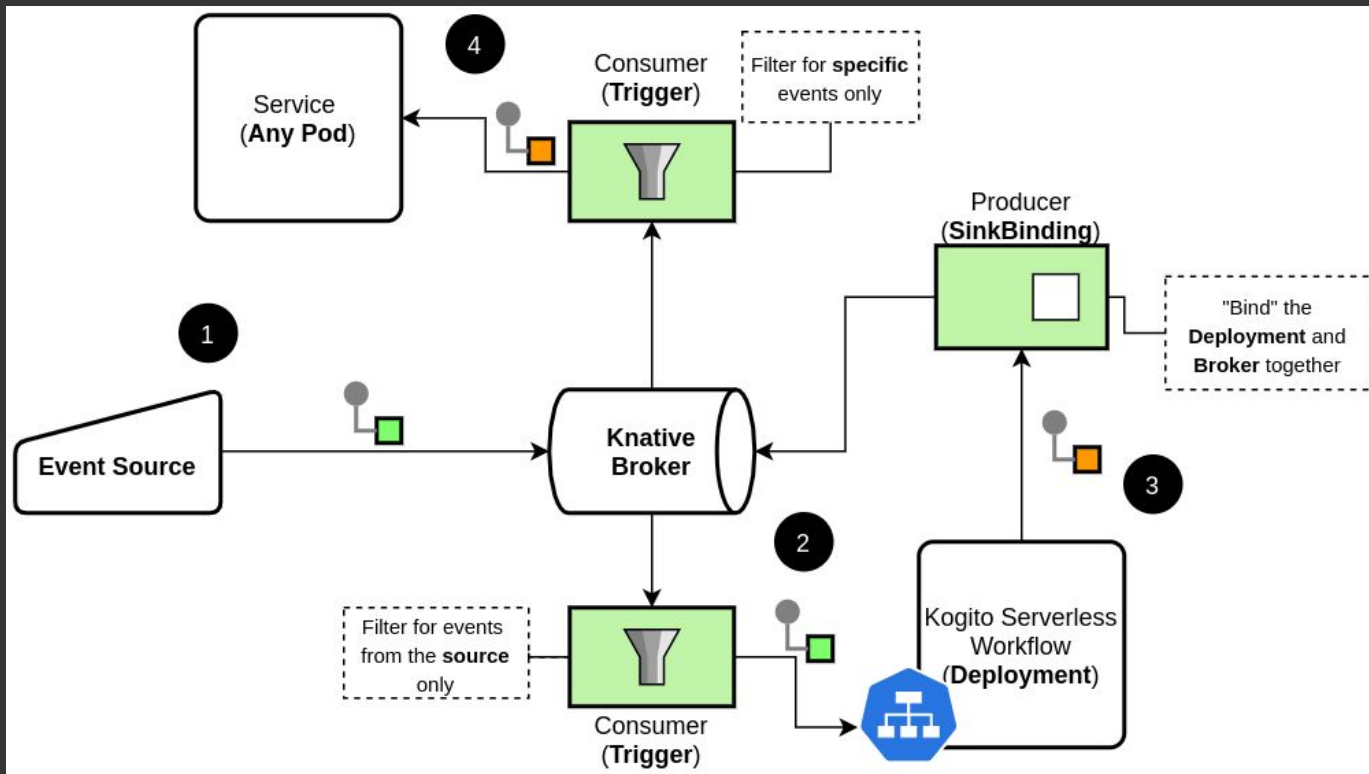 4
Service
(Any Pod)
Consumer
(Trigger)
Filter for specific
events only
Producer
(SinkBinding)
"Bind" the
Deployment and
Broker together
1
Event Source
Knative
Broker
2
3
Filter for events
from the source
only
Consumer
(Trigger)
Kogito Serverless
Workflow
(Deployment)